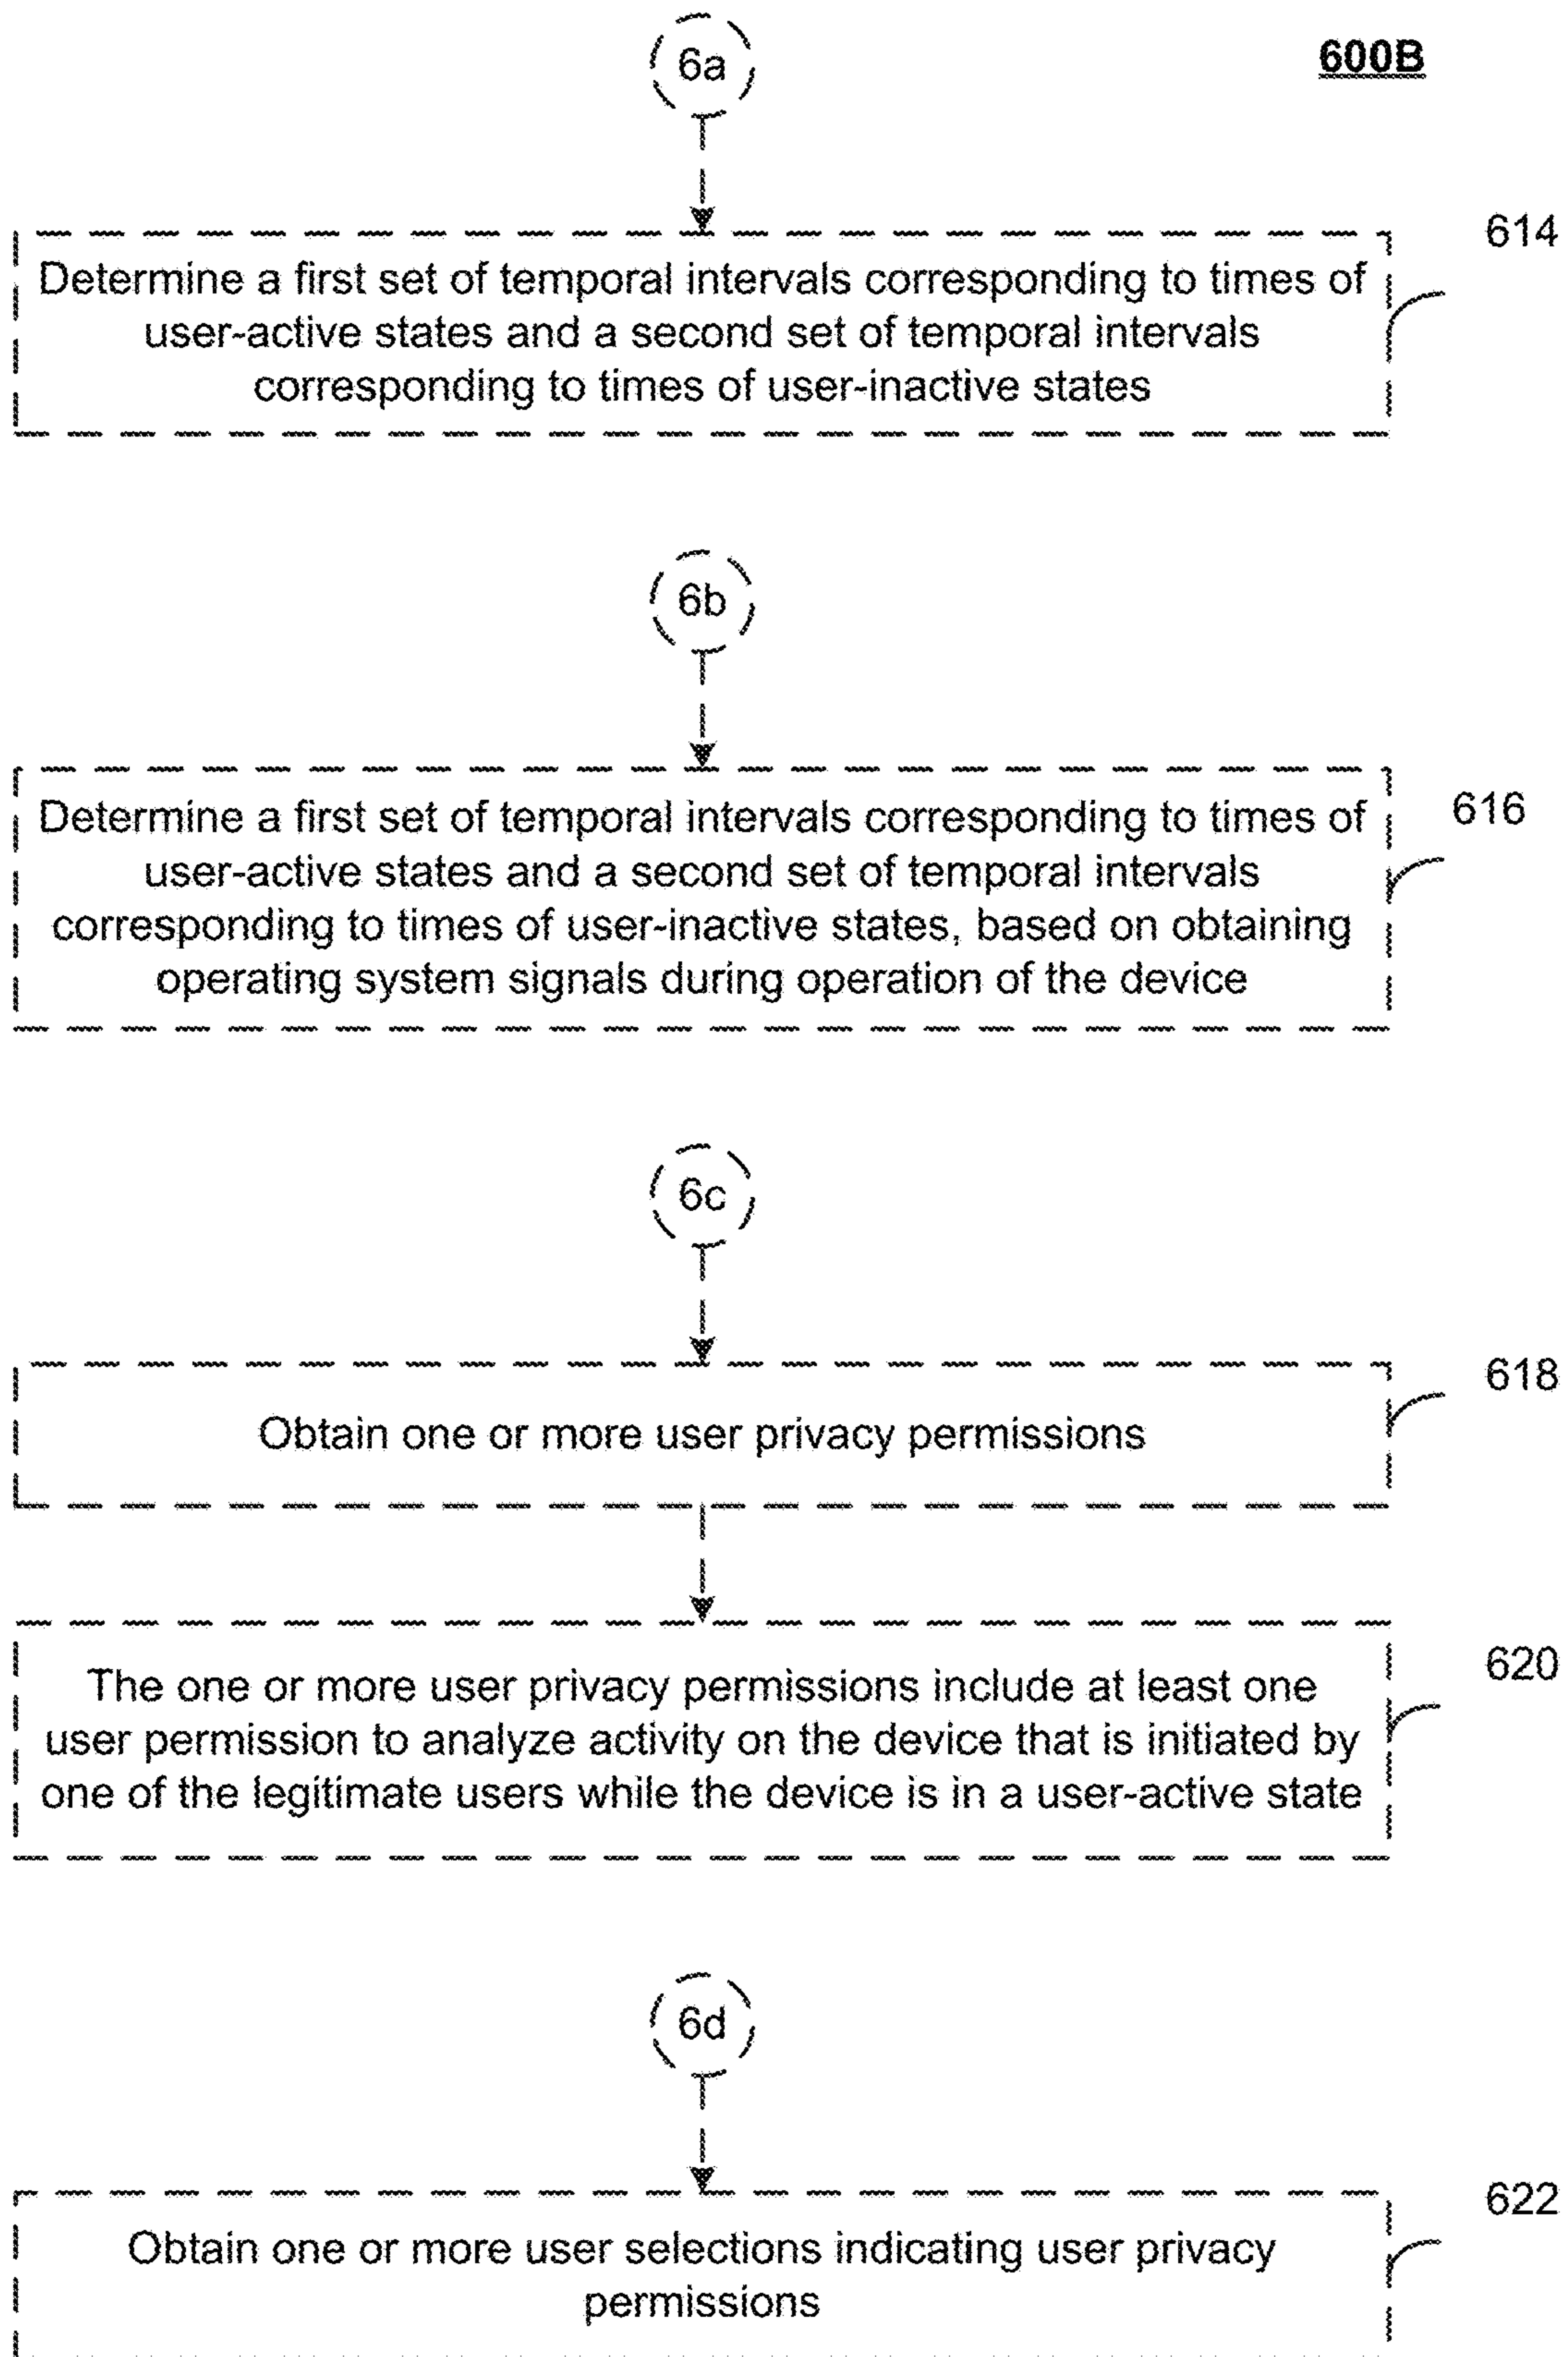 6a
600B
614
Determine a first set of temporal intervals corresponding to times of
user-active states and a second set of temporal intervals
corresponding to times of user-inactive states
6b
616
Determine a first set of temporal intervals corresponding to times of
user-active states and a second set of temporal intervals
corresponding to times of user-inactive states, based on obtaining
operating system signals during operation of the device
6c
618
Obtain one or more user privacy permissions
620
The one or more user privacy permissions include at least one
user permission to analyze activity on the device that is initiated by
one of the legitimate users while the device is in a user-active state
6d
622
Obtain one or more user selections indicating user privacy
permissions